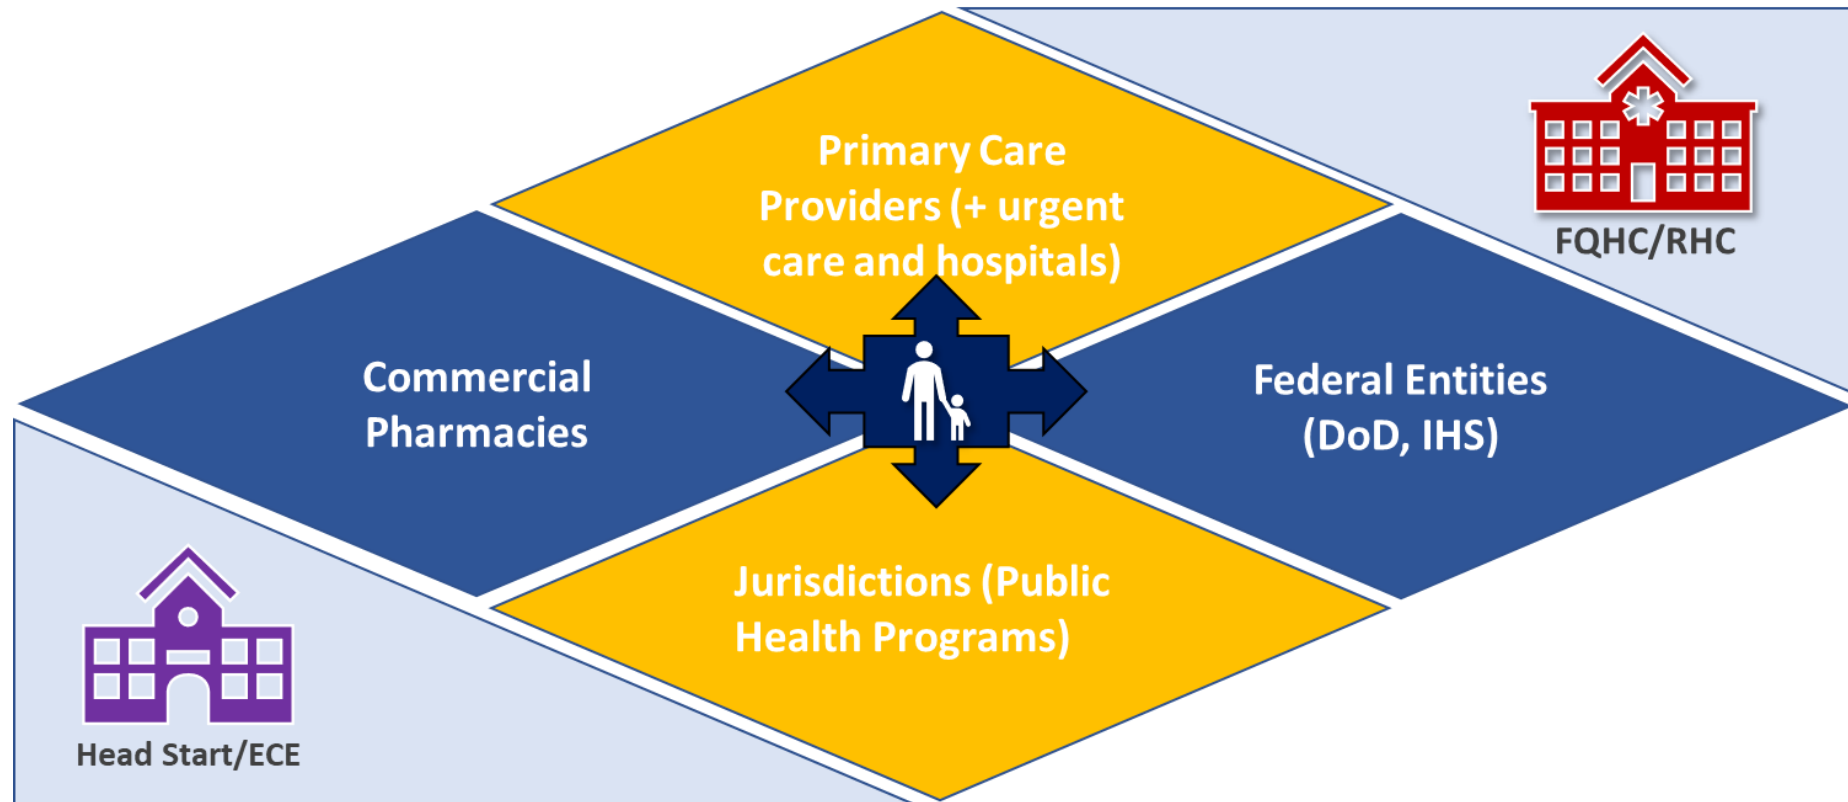 Primary Care
Providers (+ urgent
care and hospitals)
FQHC/RHC
Commercial
Pharmacies
Federal Entities
(DoD, IHS)
Jurisdictions (Public
Health Programs)
Head Start/ECE